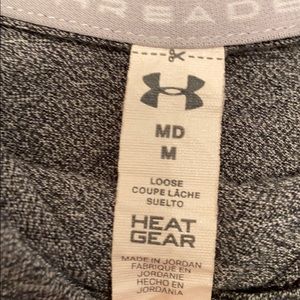 MD
M
LOOSE
COUPE LÂCHE
SUELTO
HEAT
GEAR
MADE IN JORDAN
FABRIQUÉ EN
JORDANIE
HECHO EN
JORDANIA